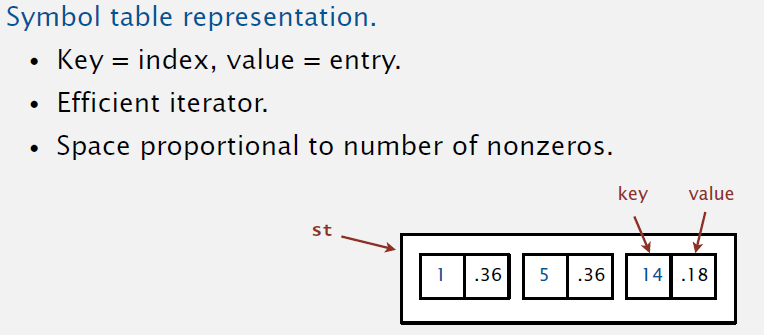 Symbol table representation.
• Key = index, value = entry.
• Efficient iterator.
• Space proportional to number of nonzeros.
key value
st
1 .36 5 .36 14 .18